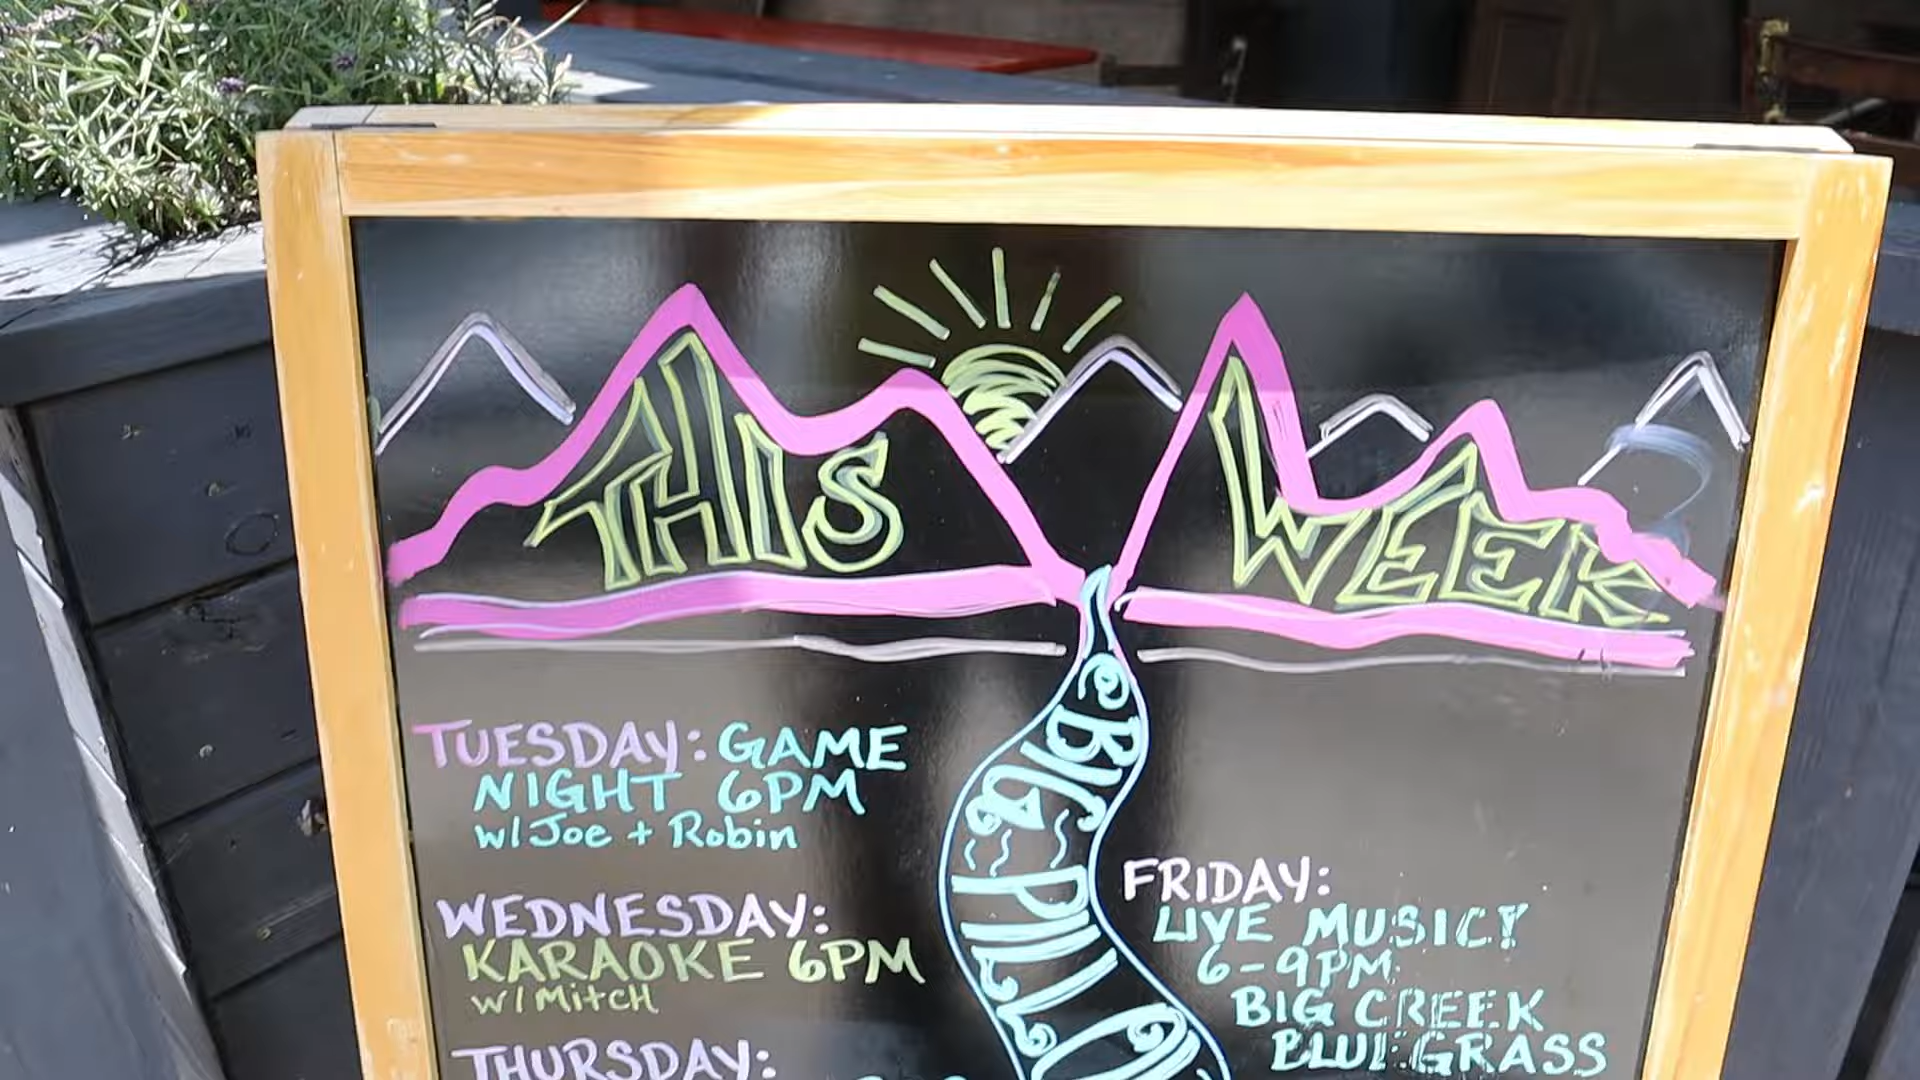 THIS WEEK
TUESDAY: GAME
NIGHT 6PM
w/ Joe + Robin
WEDNESDAY:
KARAOKE 6PM
w/ MitcH
THURSDAY:
BIG PILLO
FRIDAY:
LIVE MUSIC!
6-9PM
BIG CREEK
BLUEGRASS